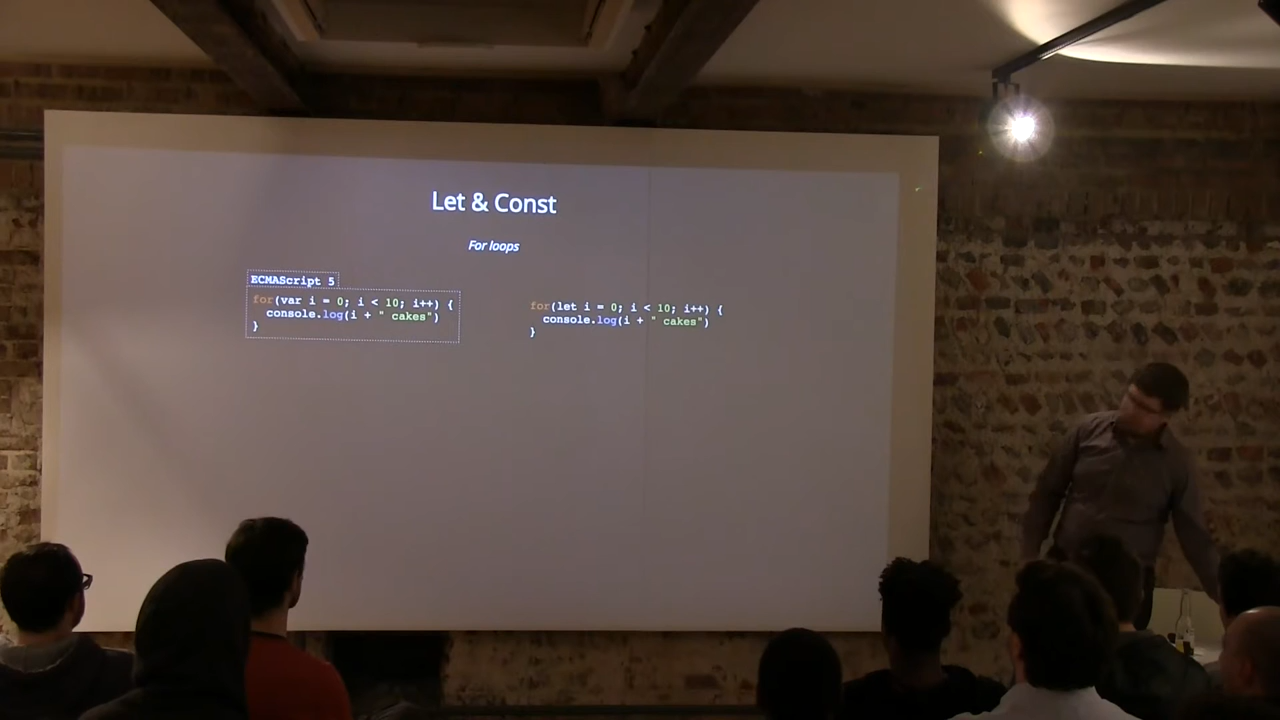 Let & Const
For loops
ECMAScript 5
for(var i = 0; i < 10; i++) {
  console.log(i + " cakes")
}
for(let i = 0; i < 10; i++) {
  console.log(i + " cakes")
}